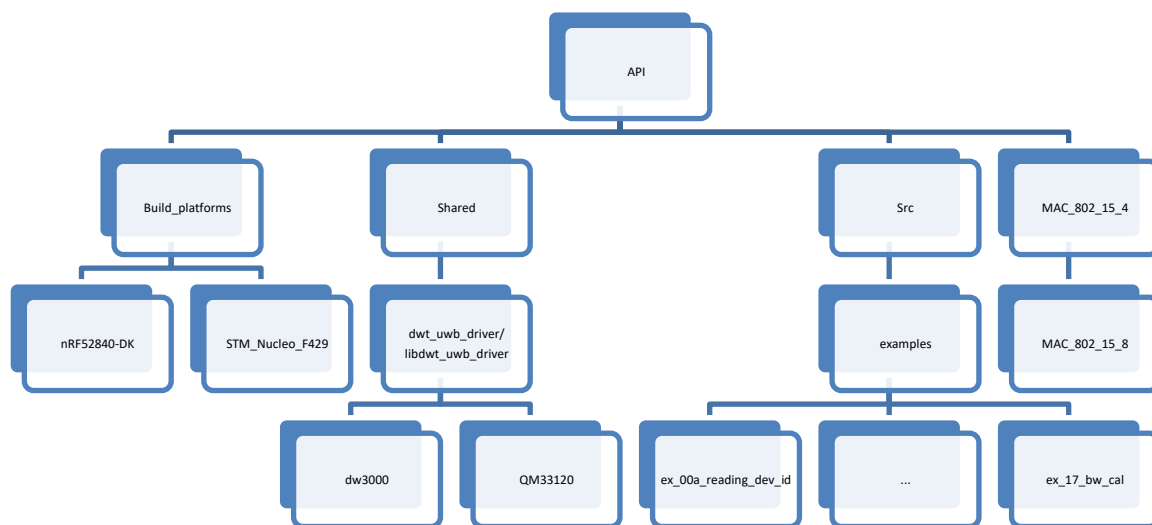 API
Build_platforms
Shared
Src
MAC_802_15_4
nRF52840-DK
STM_Nucleo_F429
dwt_uwb_driver/
libdwt_uwb_driver
examples
MAC_802_15_8
dw3000
QM33120
ex_00a_reading_dev_id
...
ex_17_bw_cal